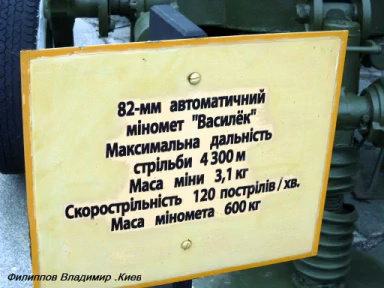 82-мм автоматичний
міномет "Василёк"
Максимальна дальність
стрільби 4 300 м
Маса міни 3,1 кг
Скорострільність 120 пострілів/хв.
Маса міномета 600 кг
Филиппов Владимир .Киев